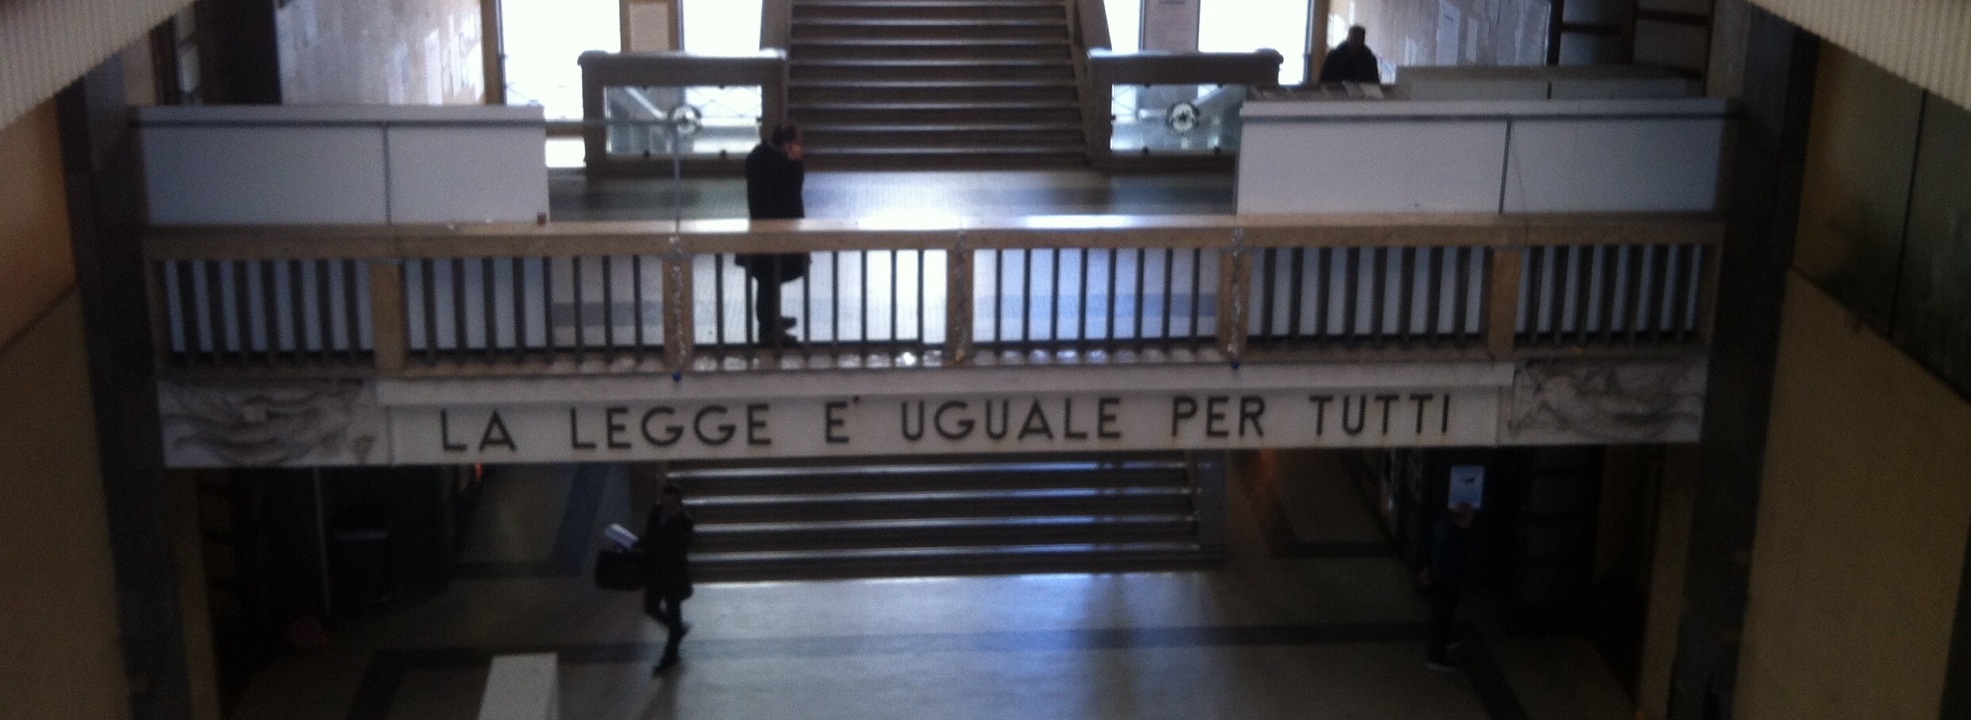 LA LEGGE E' UGUALE PER TUTTI